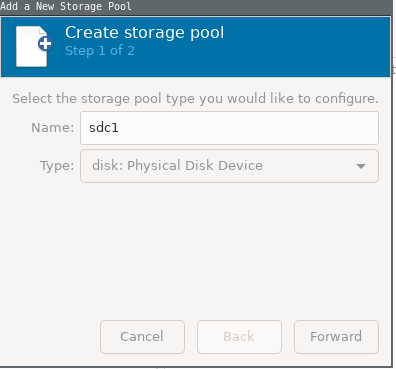 Add a New Storage Pool
Create storage pool
Step 1 of 2
Select the storage pool type you would like to configure.
Name: sdc1
Type: disk: Physical Disk Device
Cancel Back Forward